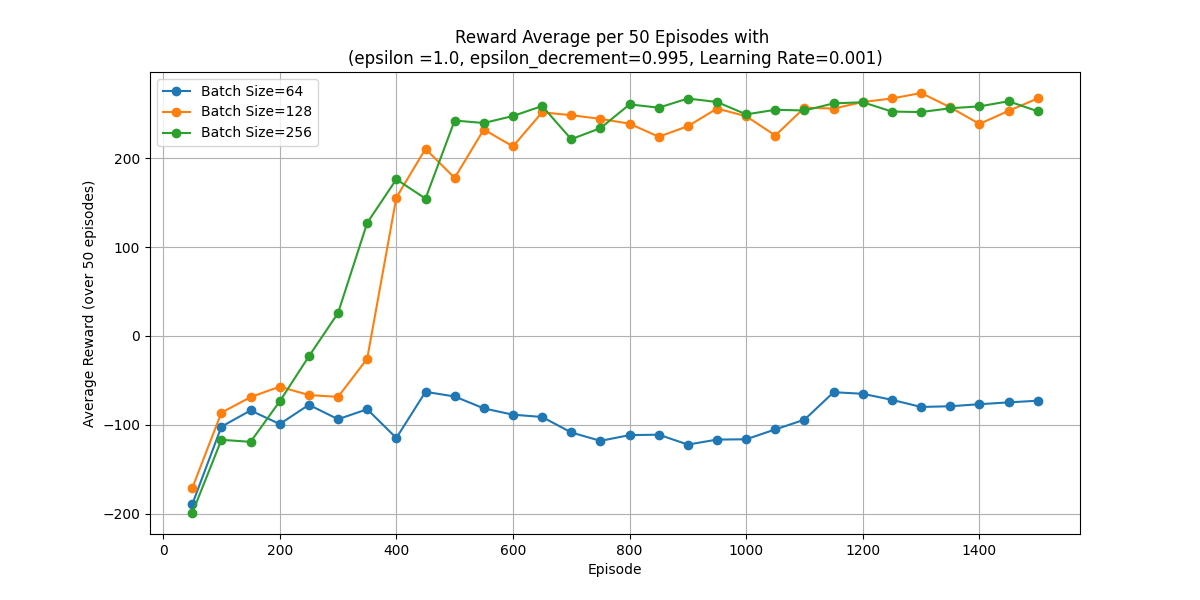 Reward Average per 50 Episodes with
(epsilon =1.0, epsilon_decrement=0.995, Learning Rate=0.001)
Batch Size=64
Batch Size=128
Batch Size=256
Average Reward (over 50 episodes)
200
100
0
−100
−200
0 200 400 600 800 1000 1200 1400
Episode